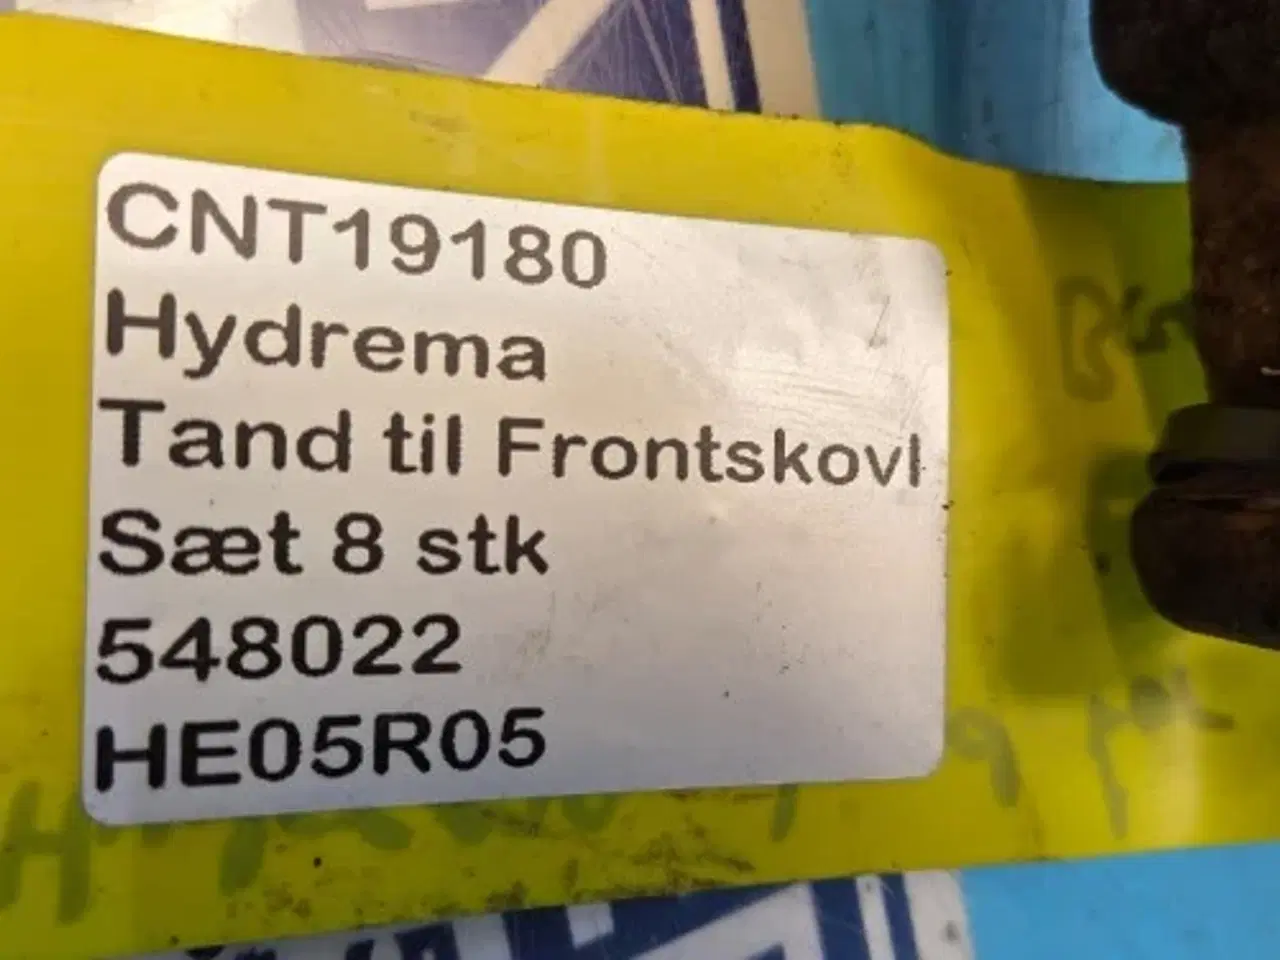 CNT19180
Hydrema
Tand til Frontskovl
Sæt 8 stk
548022
HE05R05